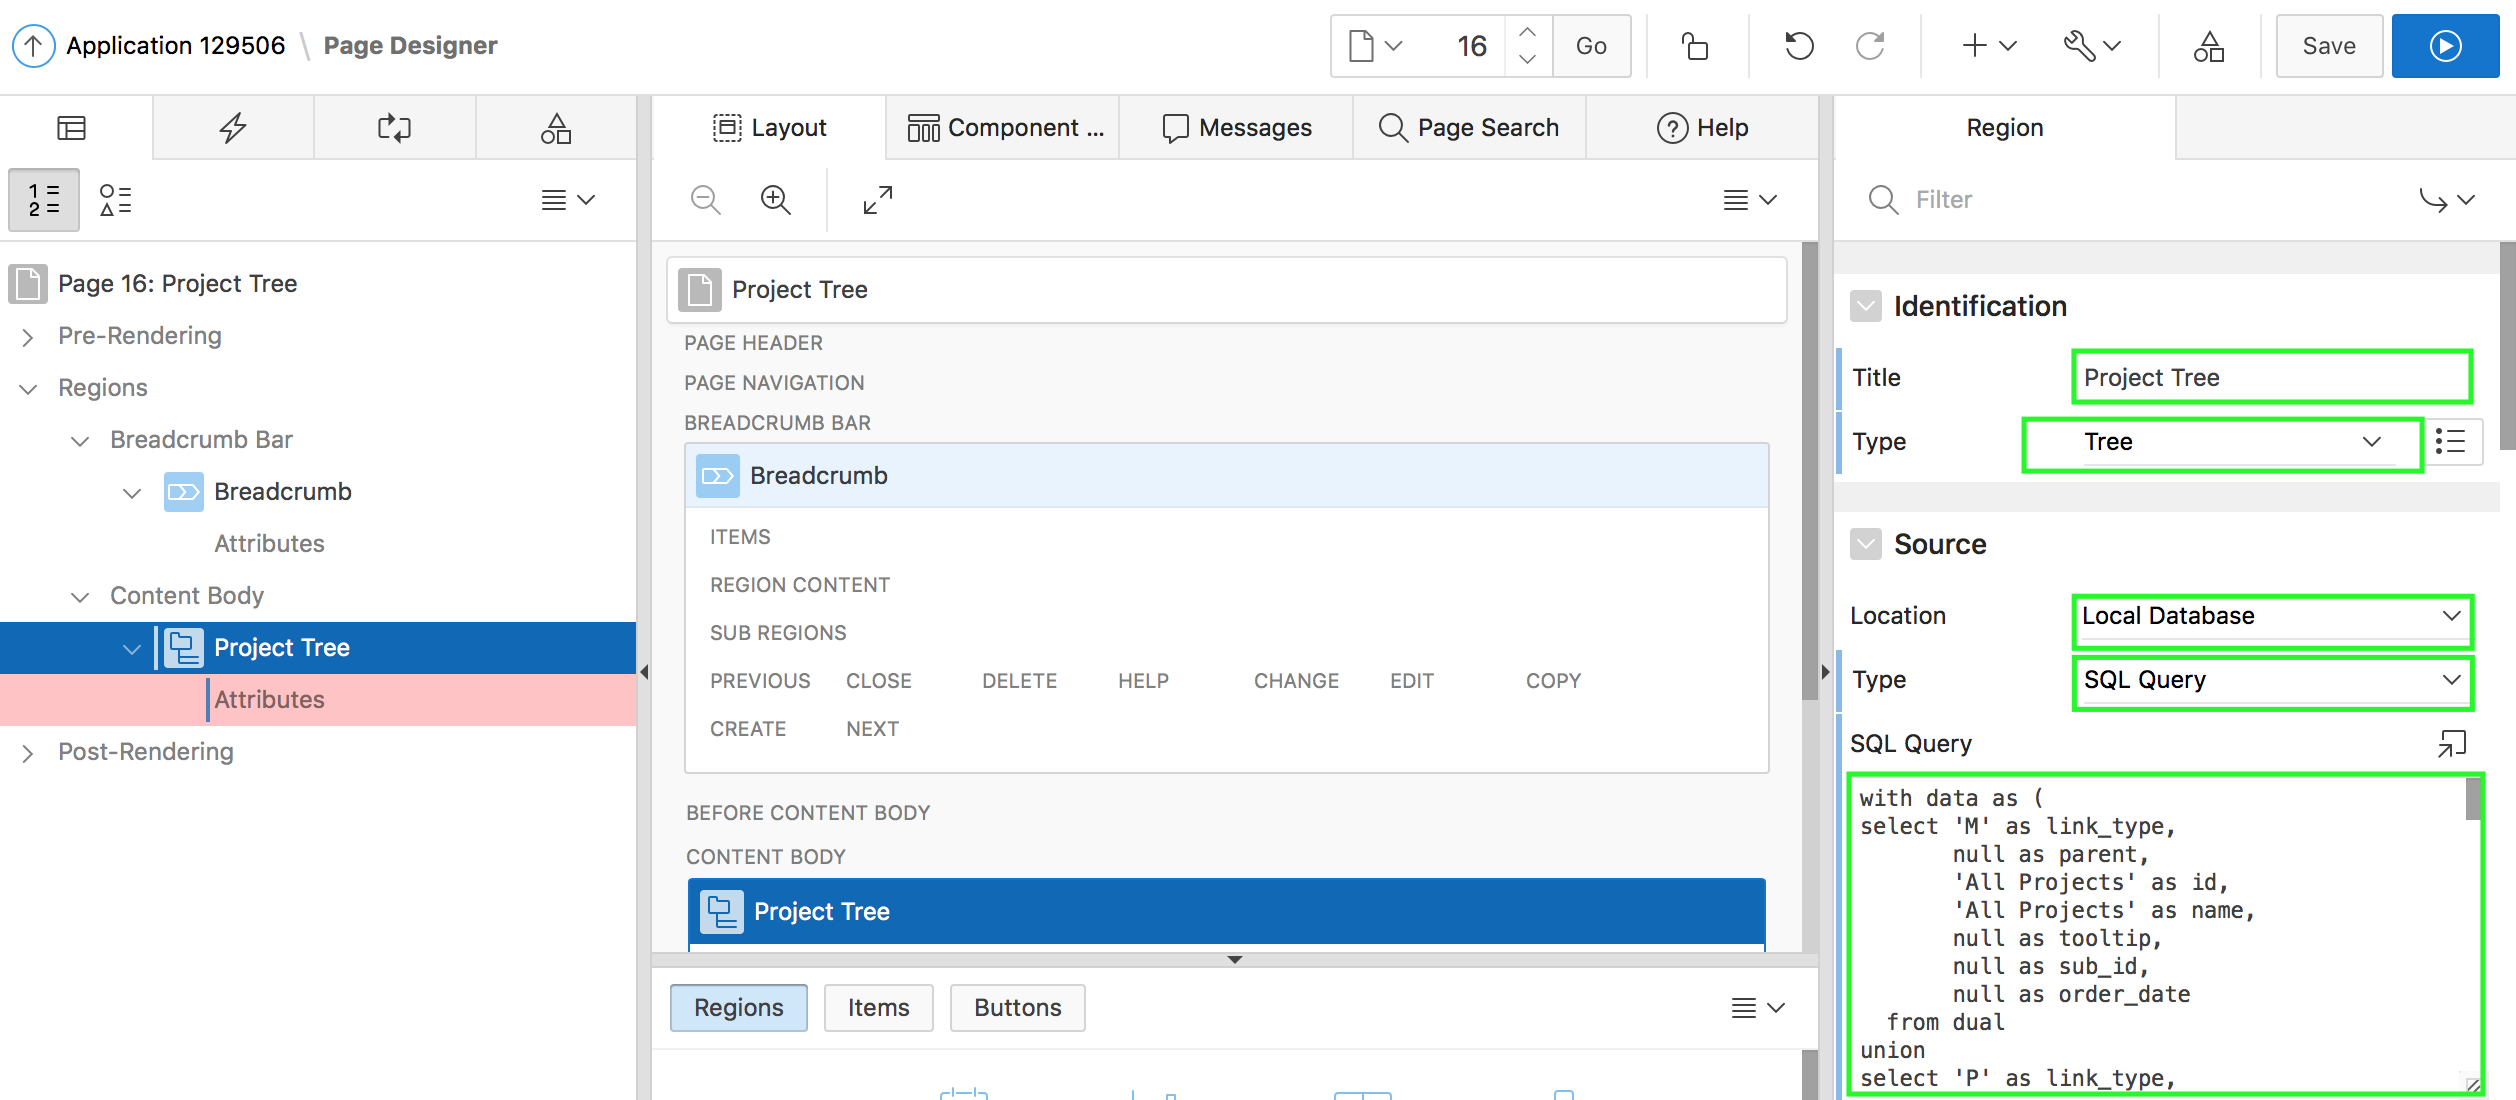 Application 129506 \ Page Designer
16
Go
Save
Layout
Component ...
Messages
Page Search
Help
Region
1
2
Filter
Page 16: Project Tree
Pre-Rendering
Regions
Breadcrumb Bar
Breadcrumb
Attributes
Content Body
Project Tree
Attributes
Post-Rendering
Project Tree
PAGE HEADER
PAGE NAVIGATION
BREADCRUMB BAR
Breadcrumb
ITEMS
REGION CONTENT
SUB REGIONS
PREVIOUS CLOSE DELETE HELP CHANGE EDIT COPY
CREATE NEXT
BEFORE CONTENT BODY
CONTENT BODY
Project Tree
Regions Items Buttons
Identification
Title Project Tree
Type Tree
Source
Location Local Database
Type SQL Query
SQL Query
with data as (
select 'M' as link_type,
null as parent,
'All Projects' as id,
'All Projects' as name,
null as tooltip,
null as sub_id,
null as order_date
from dual
union
select 'P' as link_type,